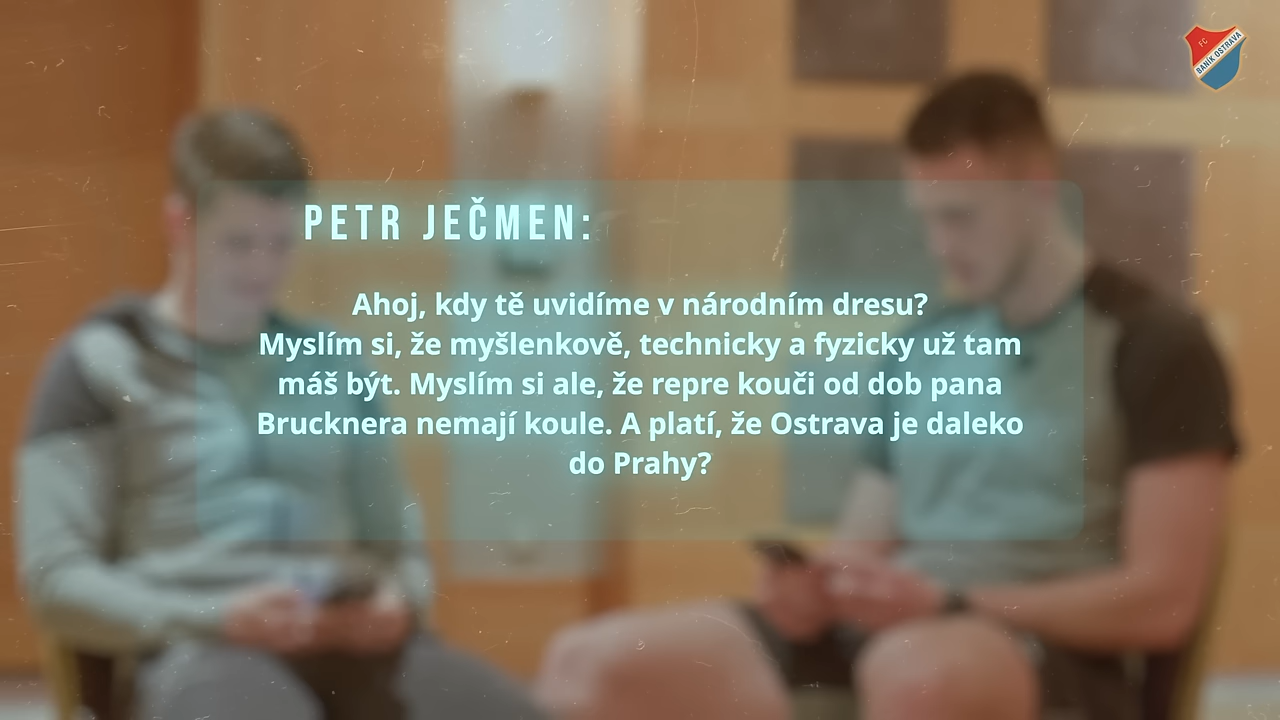 FC
BANÍK OSTRAVA
PETR JEČMEN:
Ahoj, kdy tě uvidíme v národním dresu?
Myslím si, že myšlenkově, technicky a fyzicky už tam
máš být. Myslím si ale, že repre kouči od dob pana
Brucknera nemají koule. A platí, že Ostrava je daleko
do Prahy?